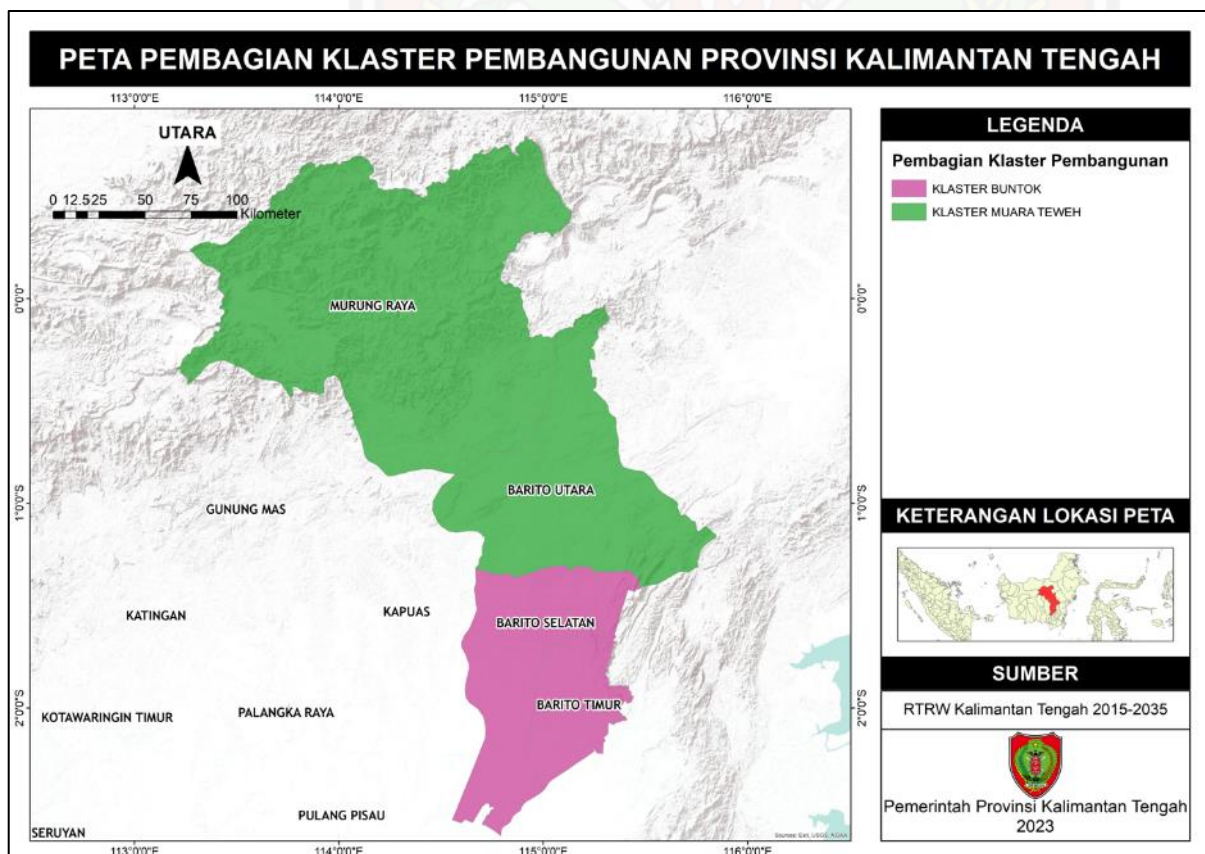 PETA PEMBAGIAN KLASTER PEMBANGUNAN PROVINSI KALIMANTAN TENGAH
113°0'0"E 114°0'0"E 115°0'0"E 116°0'0"E
UTARA
0 12.525 50 75 100
Kilometer
MURUNG RAYA
0°0'0" 0°0'0"
BARITO UTARA
GUNUNG MAS
1°0'0"S 1°0'0"S
KATINGAN
KAPUAS
BARITO SELATAN
BARITO TIMUR
KOTAWARINGIN TIMUR
PALANGKA RAYA
2°0'0"S 2°0'0"S
PULANG PISAU
SERUYAN
Sources: Esri, USGS, NOAA
113°0'0"E 114°0'0"E 115°0'0"E 116°0'0"E
LEGENDA
Pembagian Klaster Pembangunan
KLASTER BUNTOK
KLASTER MUARA TEWEH
KETERANGAN LOKASI PETA
SUMBER
RTRW Kalimantan Tengah 2015-2035
Pemerintah Provinsi Kalimantan Tengah
2023